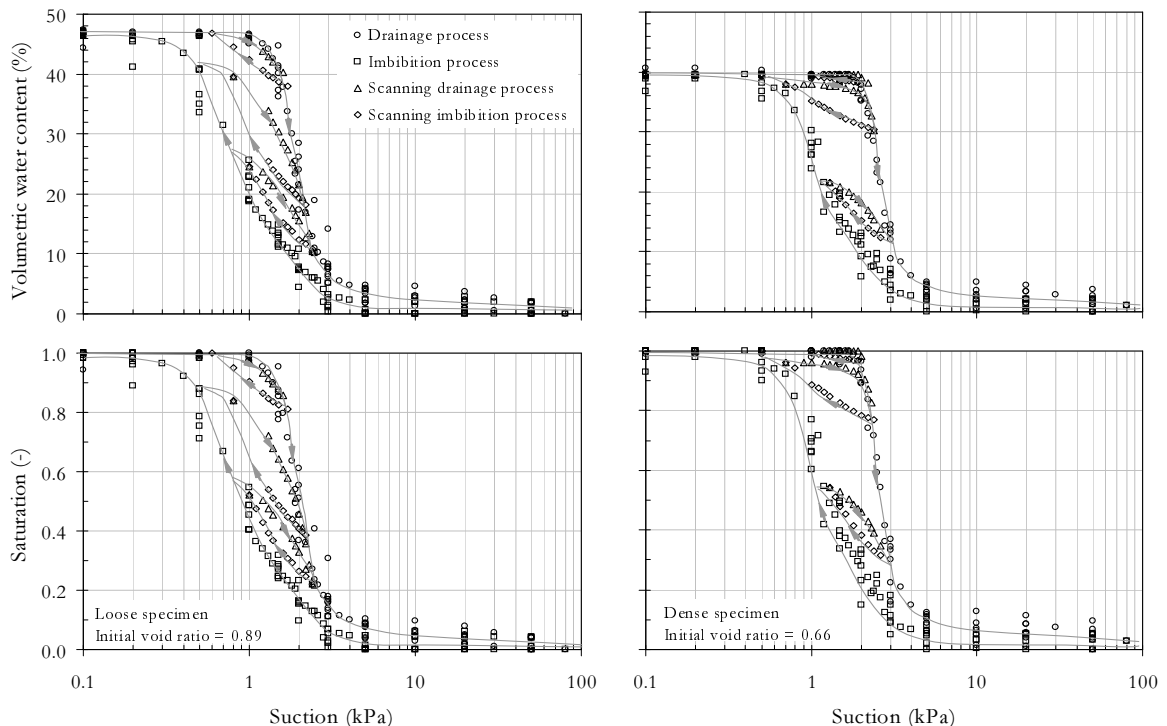 50
40
30
20
10
0
Volumetric water content (%)
Drainage process
Imbibition process
Scanning drainage process
Scanning imbibition process
1.0
0.8
0.6
0.4
0.2
0.0
Saturation (-)
Loose specimen
Initial void ratio = 0.89
Dense specimen
Initial void ratio = 0.66
0.1 1 10 100
0.1 1 10 100
Suction (kPa)
Suction (kPa)